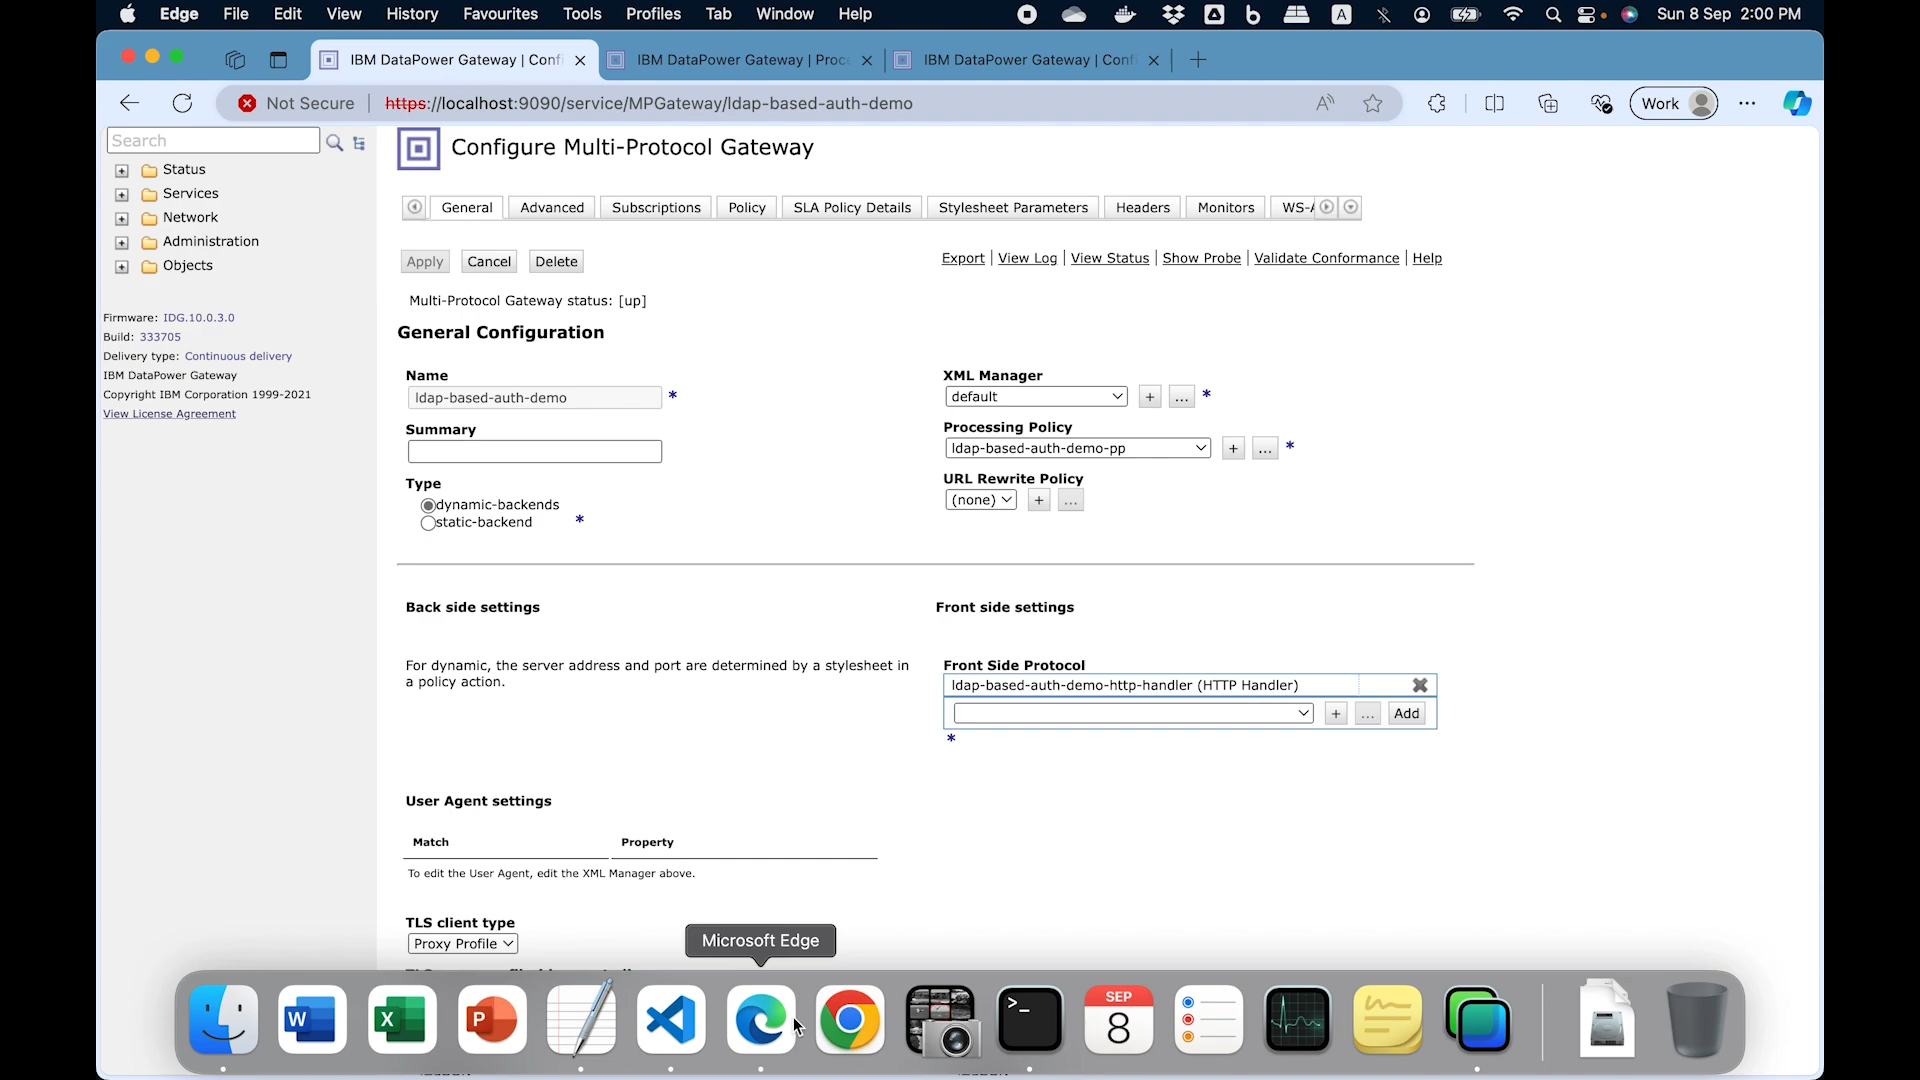 Edge File Edit View History Favourites Tools Profiles Tab Window Help
A
Sun 8 Sep 2:00 PM
IBM DataPower Gateway | Conf
IBM DataPower Gateway | Proc
IBM DataPower Gateway | Conf
Not Secure
https://localhost:9090/service/MPGateway/ldap-based-auth-demo
Work
Search
Status
Services
Network
Administration
Objects
Firmware: IDG.10.0.3.0
Build: 333705
Delivery type: Continuous delivery
IBM DataPower Gateway
Copyright IBM Corporation 1999-2021
View License Agreement
Configure Multi-Protocol Gateway
General Advanced Subscriptions Policy SLA Policy Details Stylesheet Parameters Headers Monitors WS-A
Apply Cancel Delete
Export | View Log | View Status | Show Probe | Validate Conformance | Help
Multi-Protocol Gateway status: [up]
General Configuration
Name
ldap-based-auth-demo *
Summary
Type
dynamic-backends
static-backend *
XML Manager
default + ... *
Processing Policy
ldap-based-auth-demo-pp + ... *
URL Rewrite Policy
(none) + ...
Back side settings
For dynamic, the server address and port are determined by a stylesheet in
a policy action.
Front side settings
Front Side Protocol
ldap-based-auth-demo-http-handler (HTTP Handler)
+ ... Add
*
User Agent settings
Match Property
To edit the User Agent, edit the XML Manager above.
TLS client type
Proxy Profile
Microsoft Edge
W
X
P
>_
SEP
8